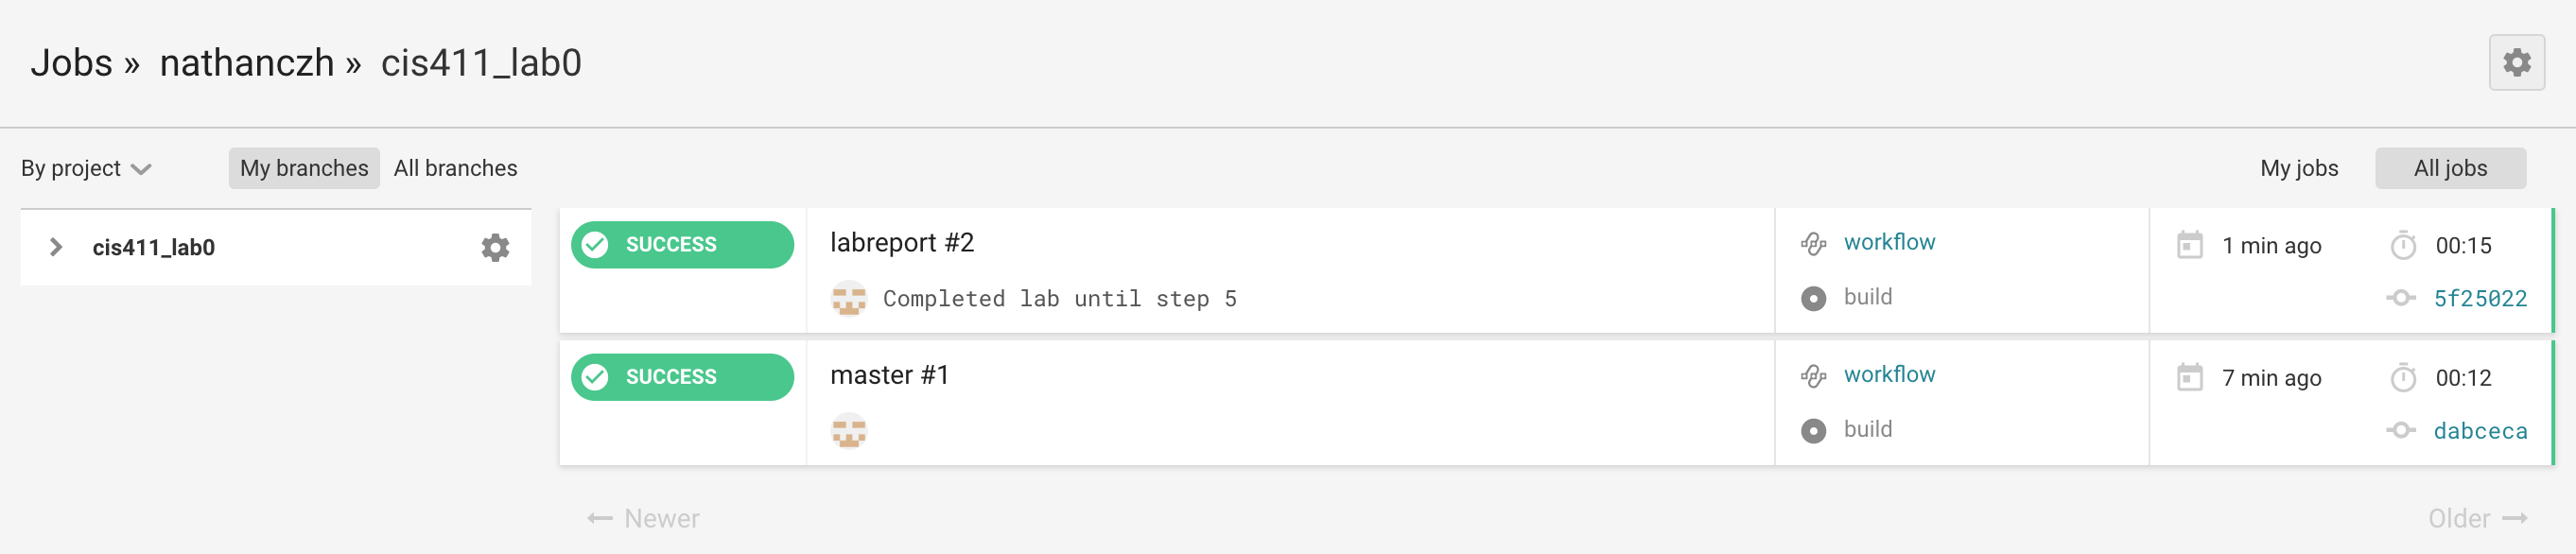 Jobs » nathanczh » cis411_lab0
By project My branches All branches My jobs All jobs
cis411_lab0
SUCCESS labreport #2 workflow 1 min ago 00:15
Completed lab until step 5 build 5f25022
SUCCESS master #1 workflow 7 min ago 00:12
build dabceca
← Newer Older →